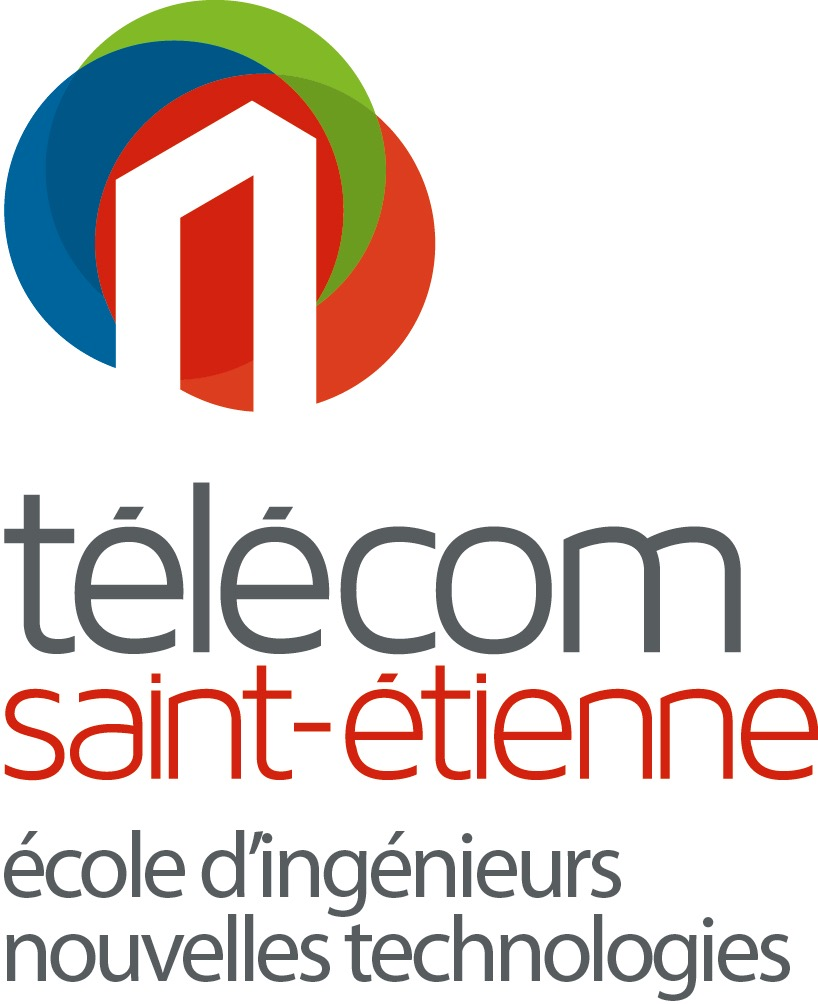 télécom
saint-étienne
école d'ingénieurs
nouvelles technologies